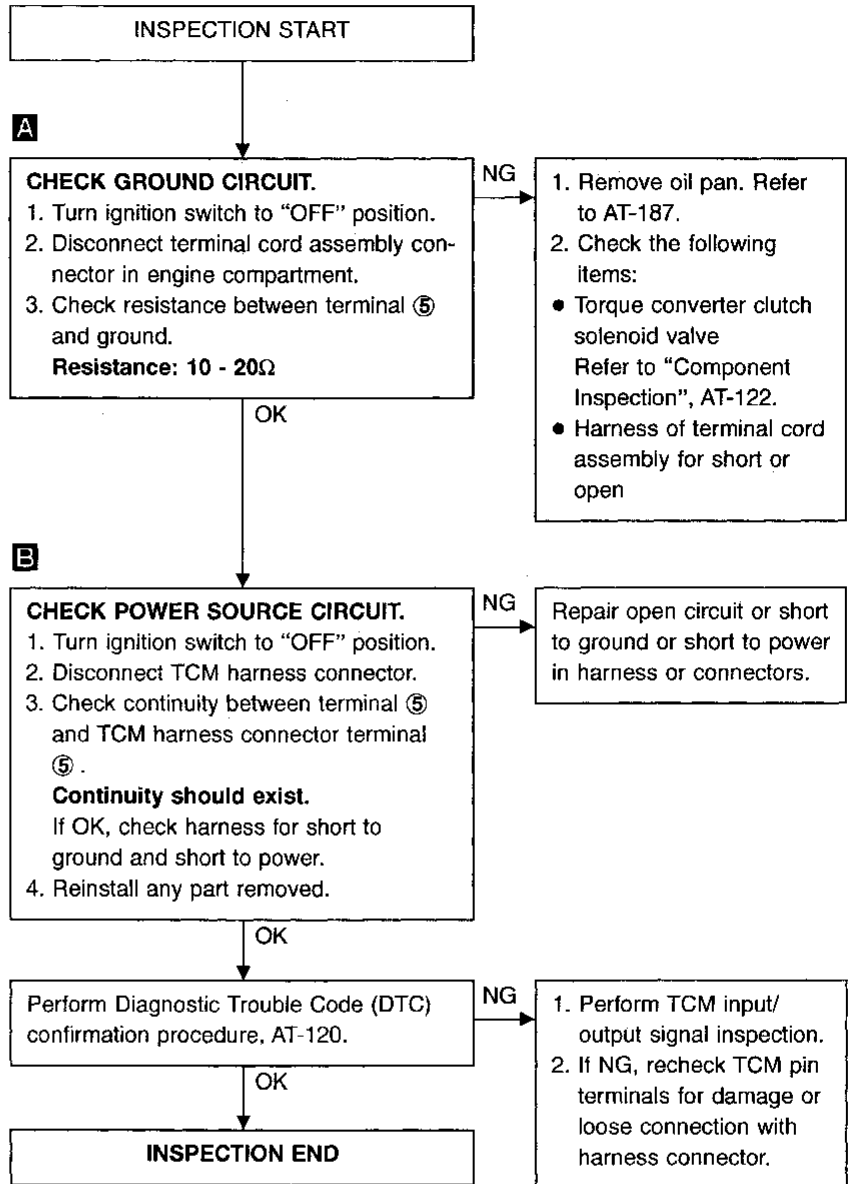 INSPECTION START
A
CHECK GROUND CIRCUIT.
1. Turn ignition switch to “OFF” position.
2. Disconnect terminal cord assembly con-
nector in engine compartment.
3. Check resistance between terminal ⑤
and ground.
Resistance: 10 - 20Ω
NG
1. Remove oil pan. Refer
to AT-187.
2. Check the following
items:
● Torque converter clutch
solenoid valve
Refer to “Component
Inspection”, AT-122.
● Harness of terminal cord
assembly for short or
open
OK
B
CHECK POWER SOURCE CIRCUIT.
1. Turn ignition switch to “OFF” position.
2. Disconnect TCM harness connector.
3. Check continuity between terminal ⑤
and TCM harness connector terminal
⑤ .
Continuity should exist.
If OK, check harness for short to
ground and short to power.
4. Reinstall any part removed.
NG
Repair open circuit or short
to ground or short to power
in harness or connectors.
OK
Perform Diagnostic Trouble Code (DTC)
confirmation procedure, AT-120.
NG
1. Perform TCM input/
output signal inspection.
2. If NG, recheck TCM pin
terminals for damage or
loose connection with
harness connector.
OK
INSPECTION END